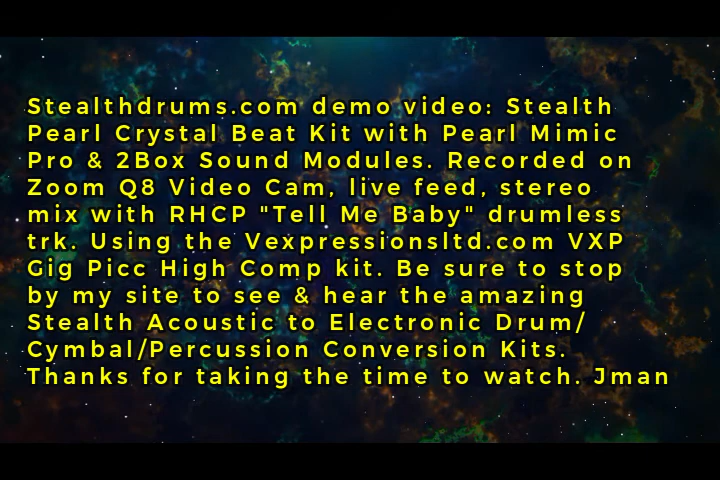 Stealthdrums.com demo video: Stealth
Pearl Crystal Beat Kit with Pearl Mimic
Pro & 2Box Sound Modules. Recorded on
Zoom Q8 Video Cam, live feed, stereo
mix with RHCP "Tell Me Baby" drumless
trk. Using the Vexpressionsltd.com VXP
Gig Picc High Comp kit. Be sure to stop
by my site to see & hear the amazing
Stealth Acoustic to Electronic Drum/
Cymbal/Percussion Conversion Kits.
Thanks for taking the time to watch. Jman